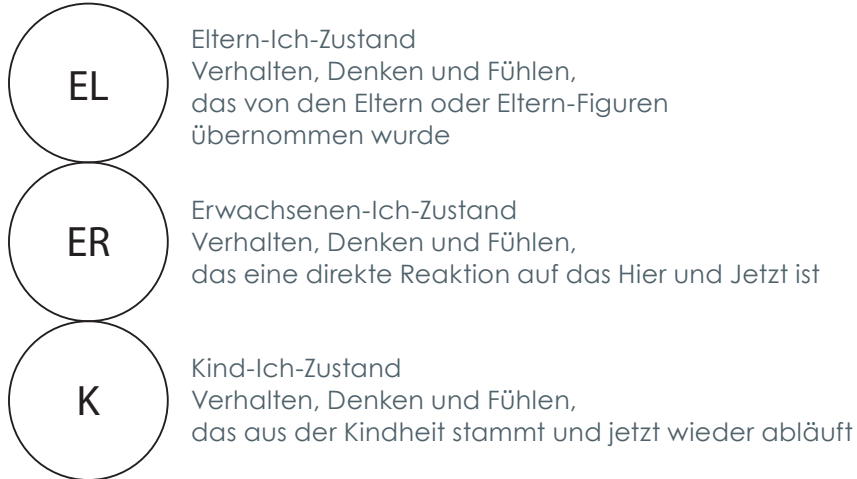 EL
Eltern-Ich-Zustand
Verhalten, Denken und Fühlen,
das von den Eltern oder Eltern-Figuren
übernommen wurde
ER
Erwachsenen-Ich-Zustand
Verhalten, Denken und Fühlen,
das eine direkte Reaktion auf das Hier und Jetzt ist
K
Kind-Ich-Zustand
Verhalten, Denken und Fühlen,
das aus der Kindheit stammt und jetzt wieder abläuft